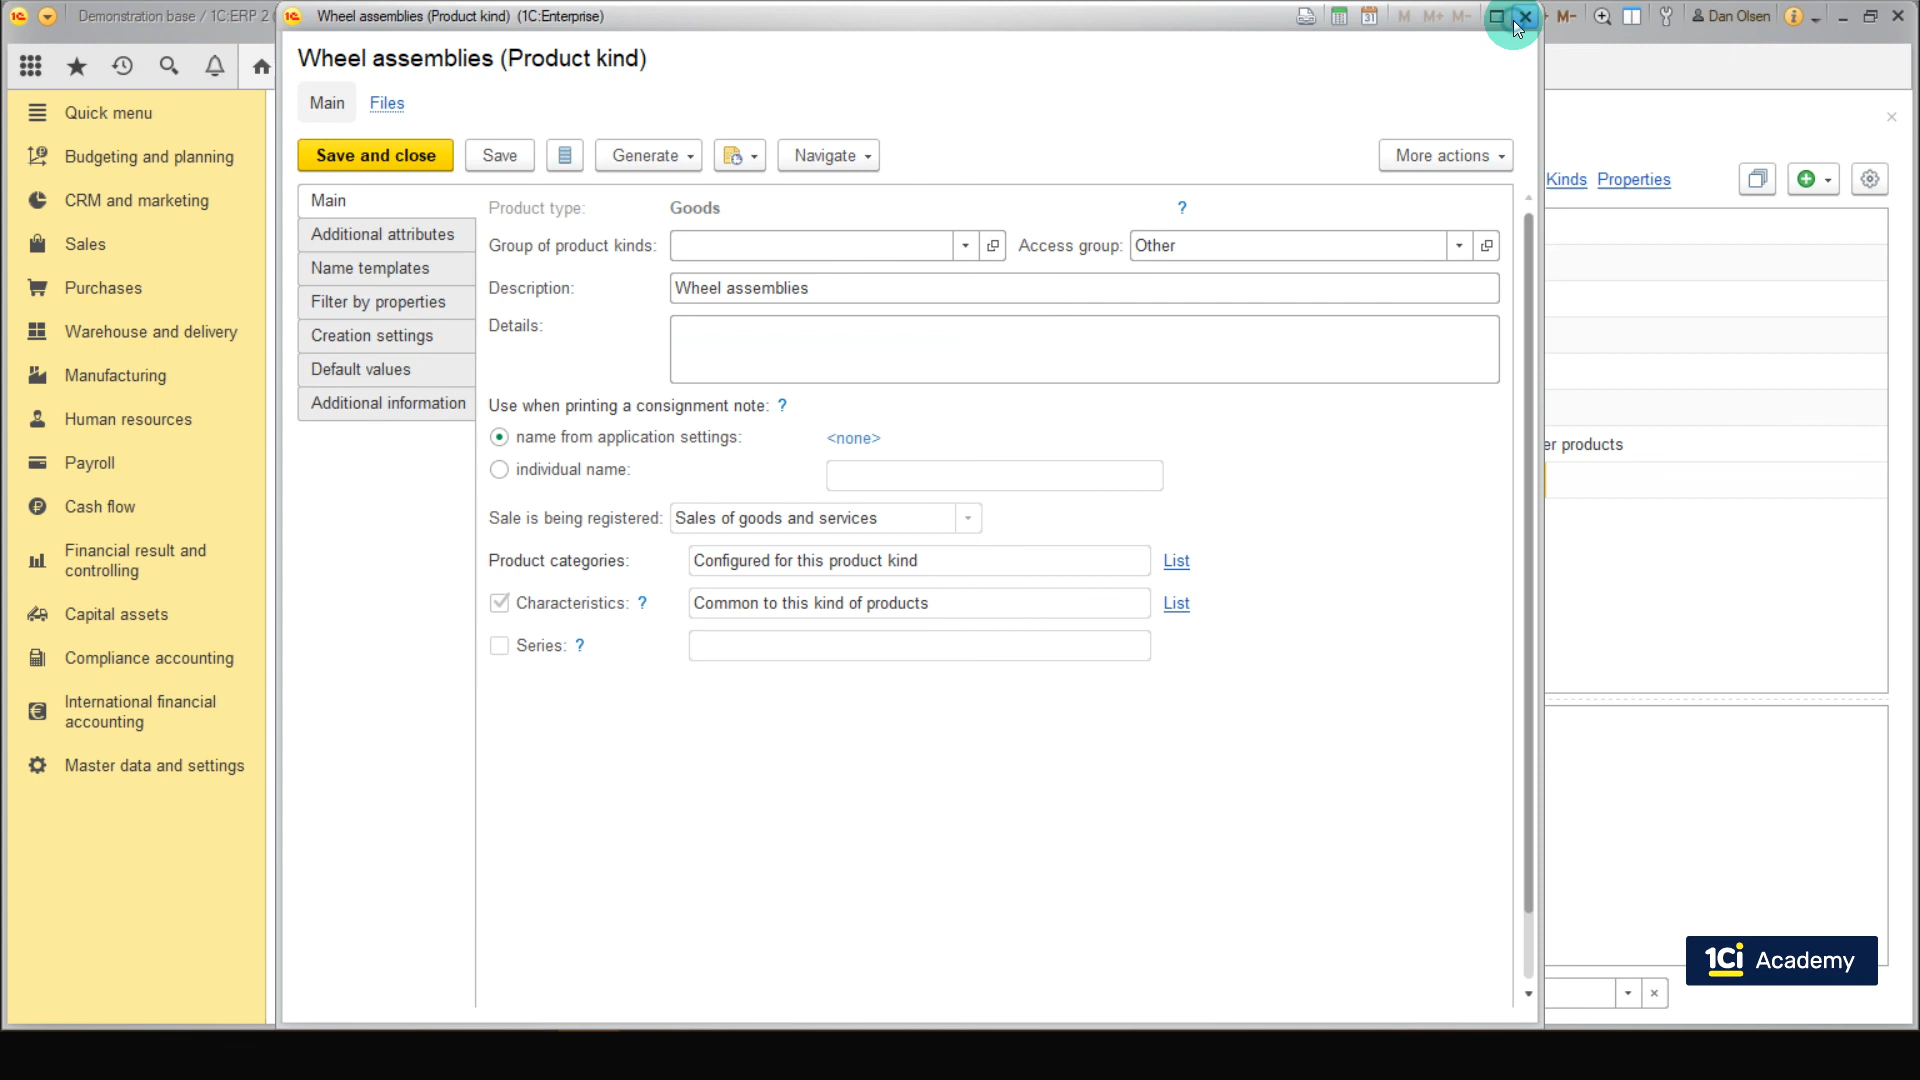 Demonstration base / 1C:ERP 2
Wheel assemblies (Product kind) (1C:Enterprise)
M M+ M-
M-
Dan Olsen
Wheel assemblies (Product kind)
Main
Files
Quick menu
Budgeting and planning
CRM and marketing
Sales
Purchases
Warehouse and delivery
Manufacturing
Human resources
Payroll
Cash flow
Financial result and
controlling
Capital assets
Compliance accounting
International financial
accounting
Master data and settings
Save and close
Save
Generate
Navigate
More actions
Kinds
Properties
Main
Additional attributes
Name templates
Filter by properties
Creation settings
Default values
Additional information
Product type: Goods ?
Group of product kinds:
Access group: Other
Description: Wheel assemblies
Details:
Use when printing a consignment note: ?
name from application settings: <none>
individual name:
Sale is being registered: Sales of goods and services
Product categories: Configured for this product kind List
Characteristics: ? Common to this kind of products List
Series: ?
er products
1Ci Academy